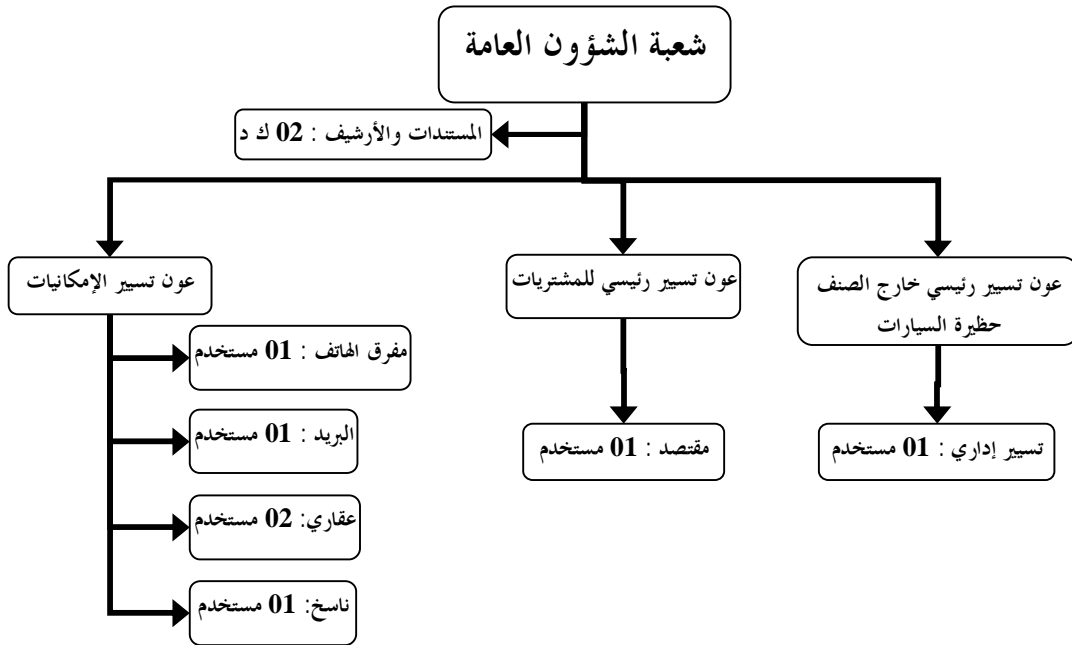 شعبة الشؤون العامة
المستندات والأرشيف : 02 ك د
عون تسيير رئيسي خارج الصنف
حظيرة السيارات
عون تسيير رئيسي للمشتريات
عون تسيير الإمكانيات
تسيير إداري : 01 مستخدم
مقتصد : 01 مستخدم
مفرق الهاتف : 01 مستخدم
البريد : 01 مستخدم
عقاري: 02 مستخدم
ناسخ: 01 مستخدم